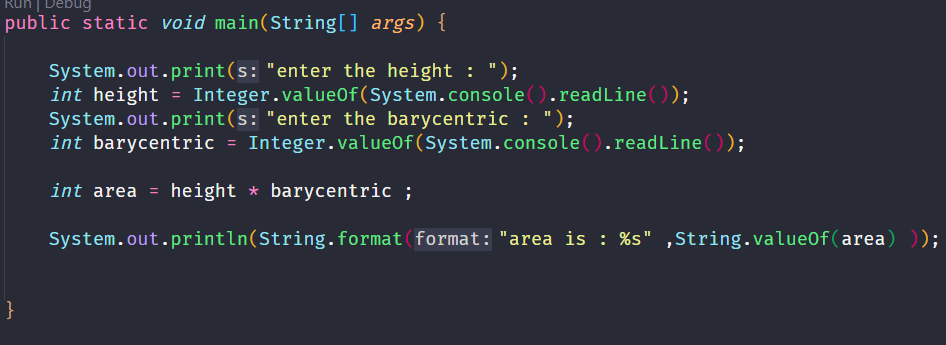 Run | Debug
public static void main(String[] args) {
System.out.print(s: "enter the height : ");
int height = Integer.valueOf(System.console().readLine());
System.out.print(s: "enter the barycentric : ");
int barycentric = Integer.valueOf(System.console().readLine());
int area = height * barycentric ;
System.out.println(String.format(format: "area is : %s" ,String.valueOf(area) ));
}